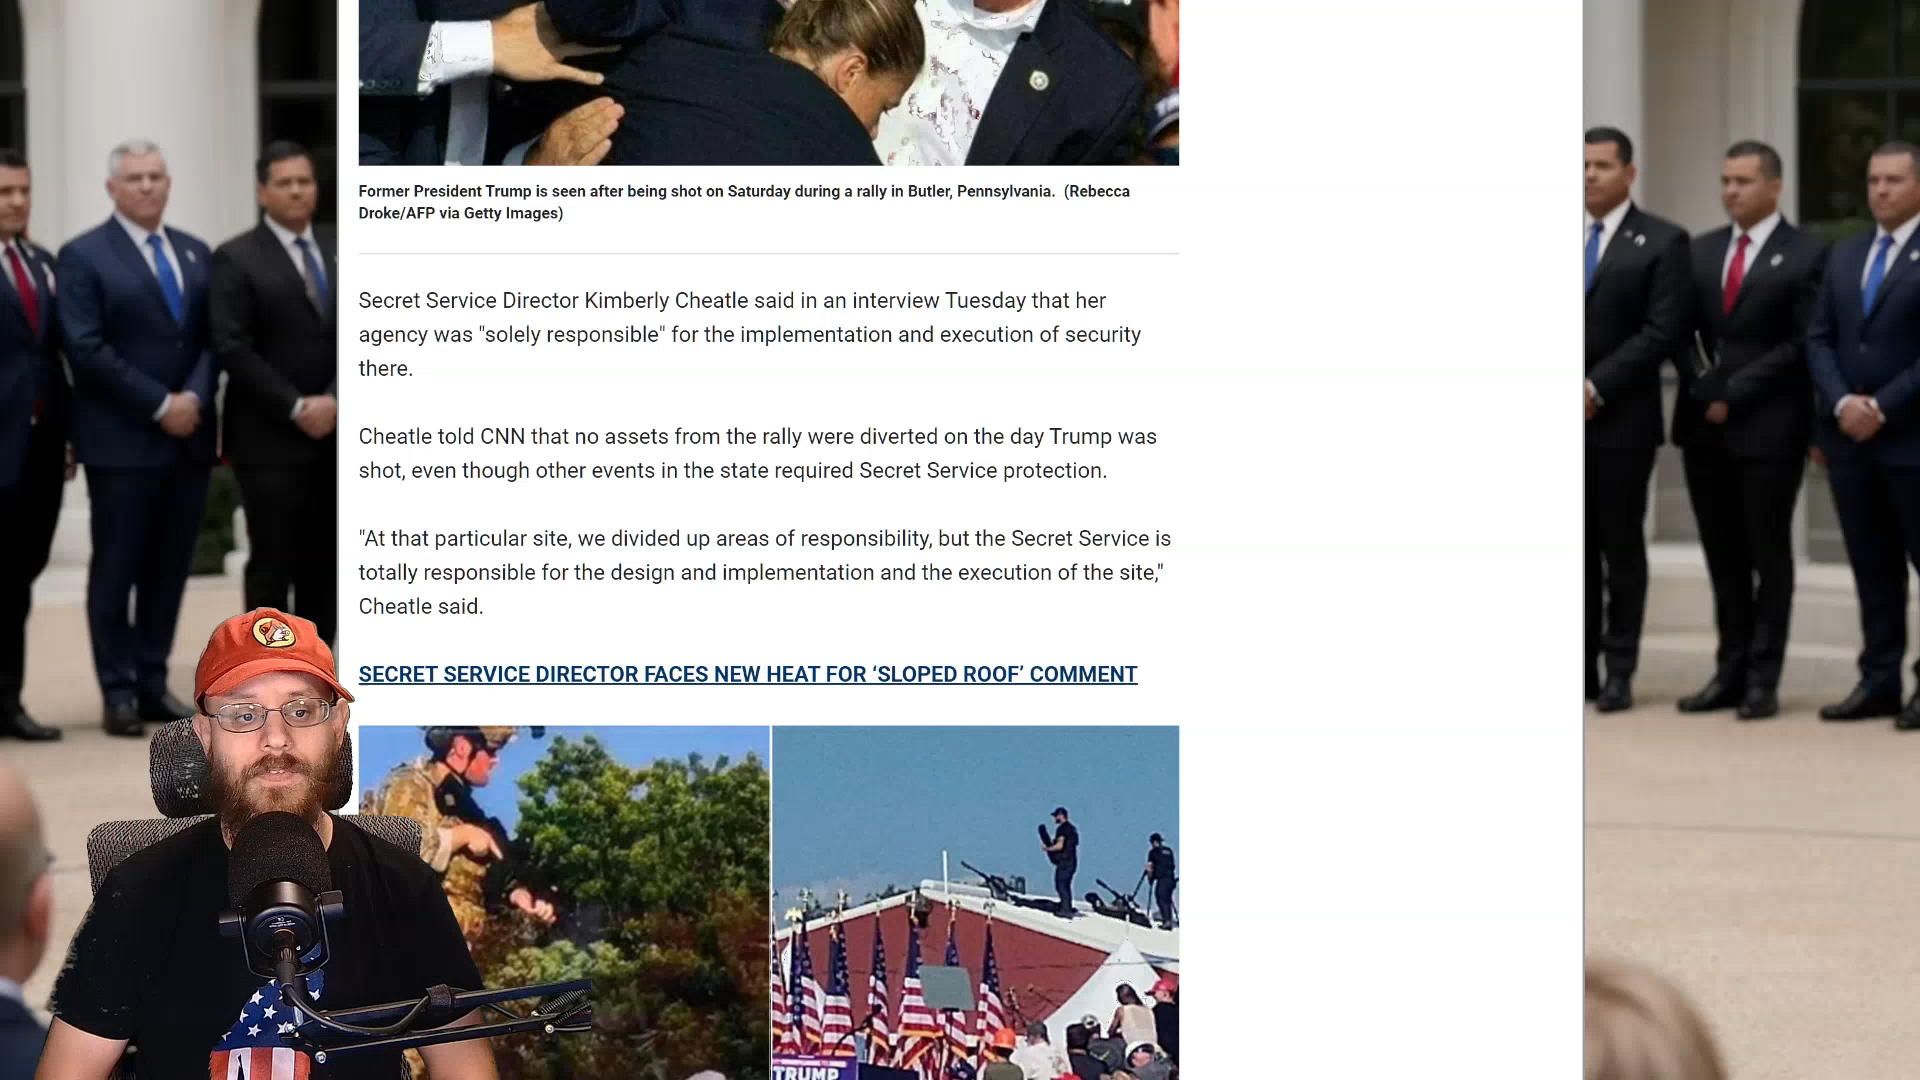 Former President Trump is seen after being shot on Saturday during a rally in Butler, Pennsylvania.  (Rebecca
Droke/AFP via Getty Images)
Secret Service Director Kimberly Cheatle said in an interview Tuesday that her
agency was "solely responsible" for the implementation and execution of security
there.
Cheatle told CNN that no assets from the rally were diverted on the day Trump was
shot, even though other events in the state required Secret Service protection.
"At that particular site, we divided up areas of responsibility, but the Secret Service is
totally responsible for the design and implementation and the execution of the site,"
Cheatle said.
SECRET SERVICE DIRECTOR FACES NEW HEAT FOR ‘SLOPED ROOF’ COMMENT
TRUMP